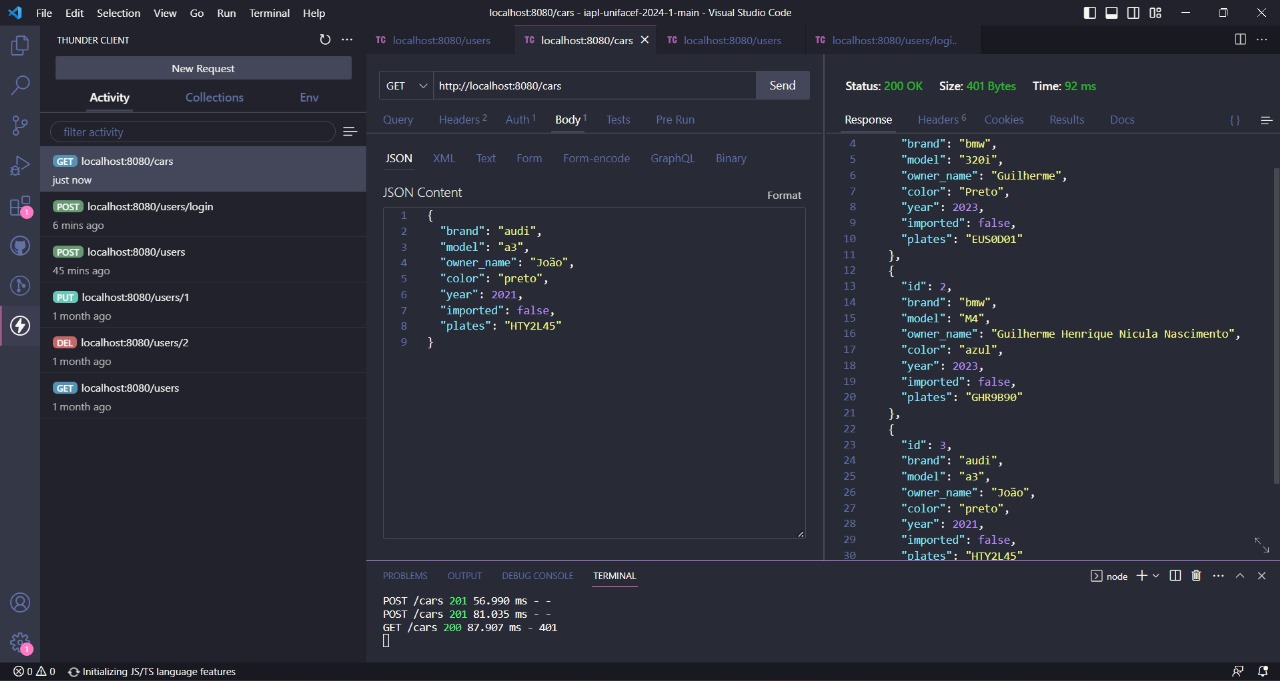 File Edit Selection View Go Run Terminal Help
localhost:8080/cars - iapl-unifacef-2024-1-main - Visual Studio Code
THUNDER CLIENT
New Request
Activity Collections Env
filter activity
GET localhost:8080/cars
just now
POST localhost:8080/users/login
6 mins ago
POST localhost:8080/users
45 mins ago
PUT localhost:8080/users/1
1 month ago
DEL localhost:8080/users/2
1 month ago
GET localhost:8080/users
1 month ago
TC localhost:8080/users
TC localhost:8080/cars
TC localhost:8080/users
TC localhost:8080/users/logi..
GET http://localhost:8080/cars Send
Query Headers 2 Auth 1 Body 1 Tests Pre Run
JSON XML Text Form Form-encode GraphQL Binary
JSON Content
Format
1 {
2 "brand": "audi",
3 "model": "a3",
4 "owner_name": "João",
5 "color": "preto",
6 "year": 2021,
7 "imported": false,
8 "plates": "HTY2L45"
9 }
Status: 200 OK Size: 401 Bytes Time: 92 ms
Response Headers 6 Cookies Results Docs { }
4 "brand": "bmw",
5 "model": "320i",
6 "owner_name": "Guilherme",
7 "color": "Preto",
8 "year": 2023,
9 "imported": false,
10 "plates": "EUS0D01"
11 },
12 {
13 "id": 2,
14 "brand": "bmw",
15 "model": "M4",
16 "owner_name": "Guilherme Henrique Nicula Nascimento",
17 "color": "azul",
18 "year": 2023,
19 "imported": false,
20 "plates": "GHR9B90"
21 },
22 {
23 "id": 3,
24 "brand": "audi",
25 "model": "a3",
26 "owner_name": "João",
27 "color": "preto",
28 "year": 2021,
29 "imported": false,
30 "plates": "HTY2L45"
PROBLEMS OUTPUT DEBUG CONSOLE TERMINAL
node
POST /cars 201 56.990 ms - -
POST /cars 201 81.035 ms - -
GET /cars 200 87.907 ms - 401
0 0 Initializing JS/TS language features
1
1